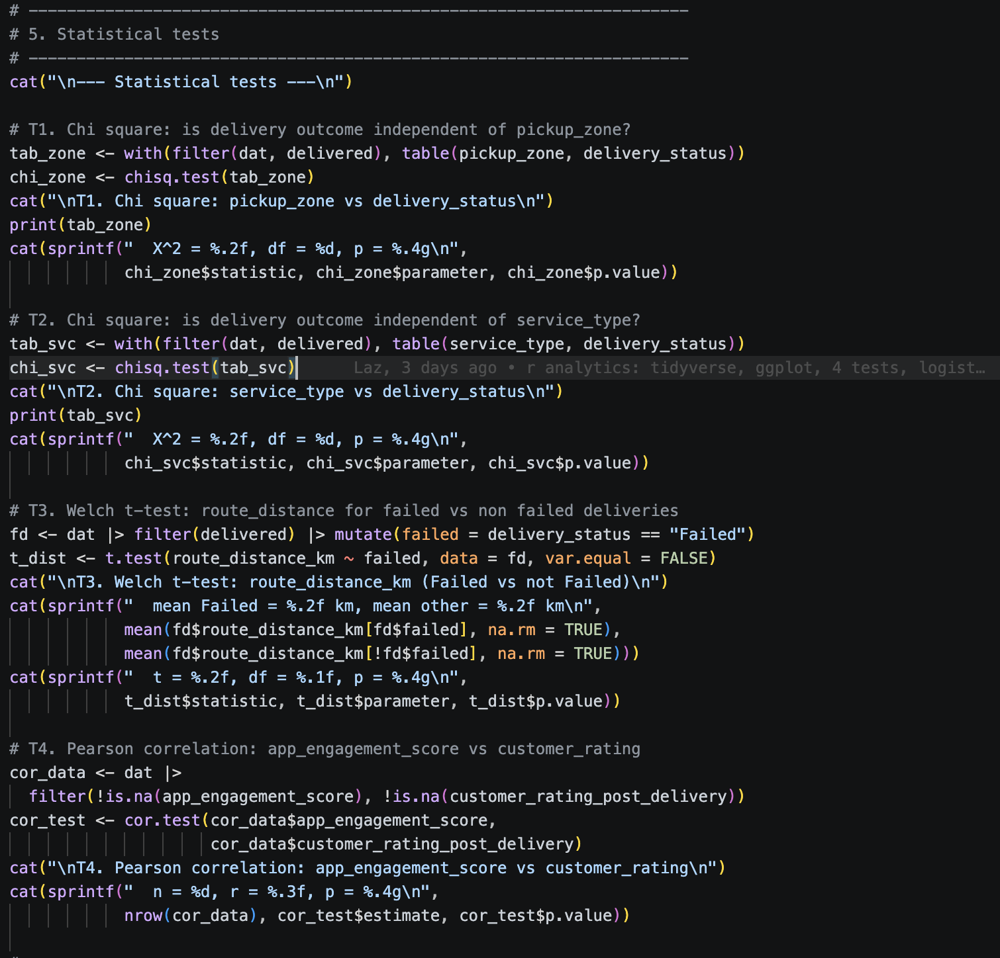 # ---------------------------------------------------------------------
# 5. Statistical tests
# ---------------------------------------------------------------------
cat("\n--- Statistical tests ---\n")

# T1. Chi square: is delivery outcome independent of pickup_zone?
tab_zone <- with(filter(dat, delivered), table(pickup_zone, delivery_status))
chi_zone <- chisq.test(tab_zone)
cat("\nT1. Chi square: pickup_zone vs delivery_status\n")
print(tab_zone)
cat(sprintf("  X^2 = %.2f, df = %d, p = %.4g\n",
            chi_zone$statistic, chi_zone$parameter, chi_zone$p.value))

# T2. Chi square: is delivery outcome independent of service_type?
tab_svc <- with(filter(dat, delivered), table(service_type, delivery_status))
chi_svc <- chisq.test(tab_svc)      Laz, 3 days ago • r analytics: tidyverse, ggplot, 4 tests, logist…
cat("\nT2. Chi square: service_type vs delivery_status\n")
print(tab_svc)
cat(sprintf("  X^2 = %.2f, df = %d, p = %.4g\n",
            chi_svc$statistic, chi_svc$parameter, chi_svc$p.value))

# T3. Welch t-test: route_distance for failed vs non failed deliveries
fd <- dat |> filter(delivered) |> mutate(failed = delivery_status == "Failed")
t_dist <- t.test(route_distance_km ~ failed, data = fd, var.equal = FALSE)
cat("\nT3. Welch t-test: route_distance_km (Failed vs not Failed)\n")
cat(sprintf("  mean Failed = %.2f km, mean other = %.2f km\n",
            mean(fd$route_distance_km[fd$failed], na.rm = TRUE),
            mean(fd$route_distance_km[!fd$failed], na.rm = TRUE)))
cat(sprintf("  t = %.2f, df = %.1f, p = %.4g\n",
            t_dist$statistic, t_dist$parameter, t_dist$p.value))

# T4. Pearson correlation: app_engagement_score vs customer_rating
cor_data <- dat |>
  filter(!is.na(app_engagement_score), !is.na(customer_rating_post_delivery))
cor_test <- cor.test(cor_data$app_engagement_score,
                     cor_data$customer_rating_post_delivery)
cat("\nT4. Pearson correlation: app_engagement_score vs customer_rating\n")
cat(sprintf("  n = %d, r = %.3f, p = %.4g\n",
            nrow(cor_data), cor_test$estimate, cor_test$p.value))